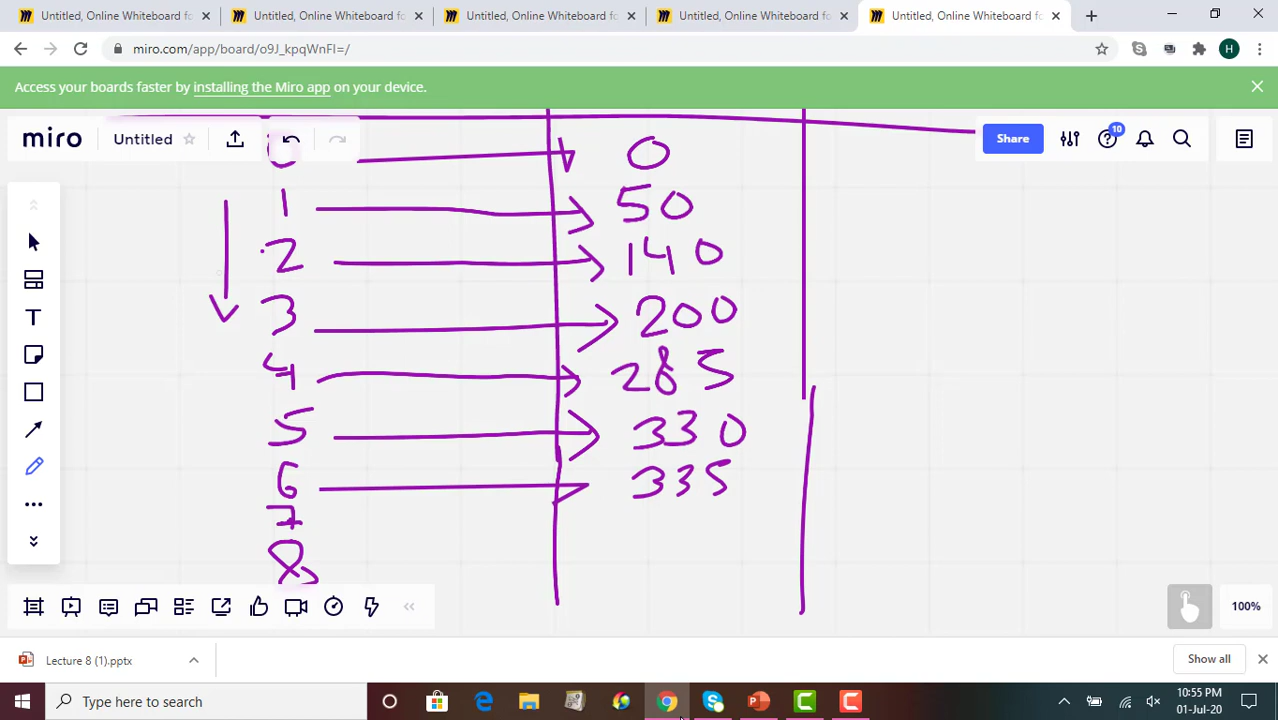 Untitled, Online Whiteboard fo
Untitled, Online Whiteboard fo
Untitled, Online Whiteboard fo
Untitled, Online Whiteboard fo
Untitled, Online Whiteboard fo
miro.com/app/board/o9J_kpqWnFI=/
H
Access your boards faster by installing the Miro app on your device.
miro
Untitled
Share
10
0 0
1 50
2 140
3 200
4 285
5 330
6 335
7
8
T
100%
Lecture 8 (1).pptx
Show all
Type here to search
10:55 PM
01-Jul-20